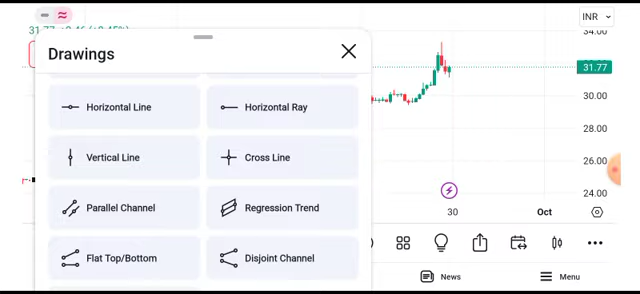 INR
Drawings
34.00
31.77
Horizontal Line
Horizontal Ray
30.00
Vertical Line
Cross Line
28.00
26.00
24.00
Parallel Channel
Regression Trend
30
Oct
Flat Top/Bottom
Disjoint Channel
News
Menu